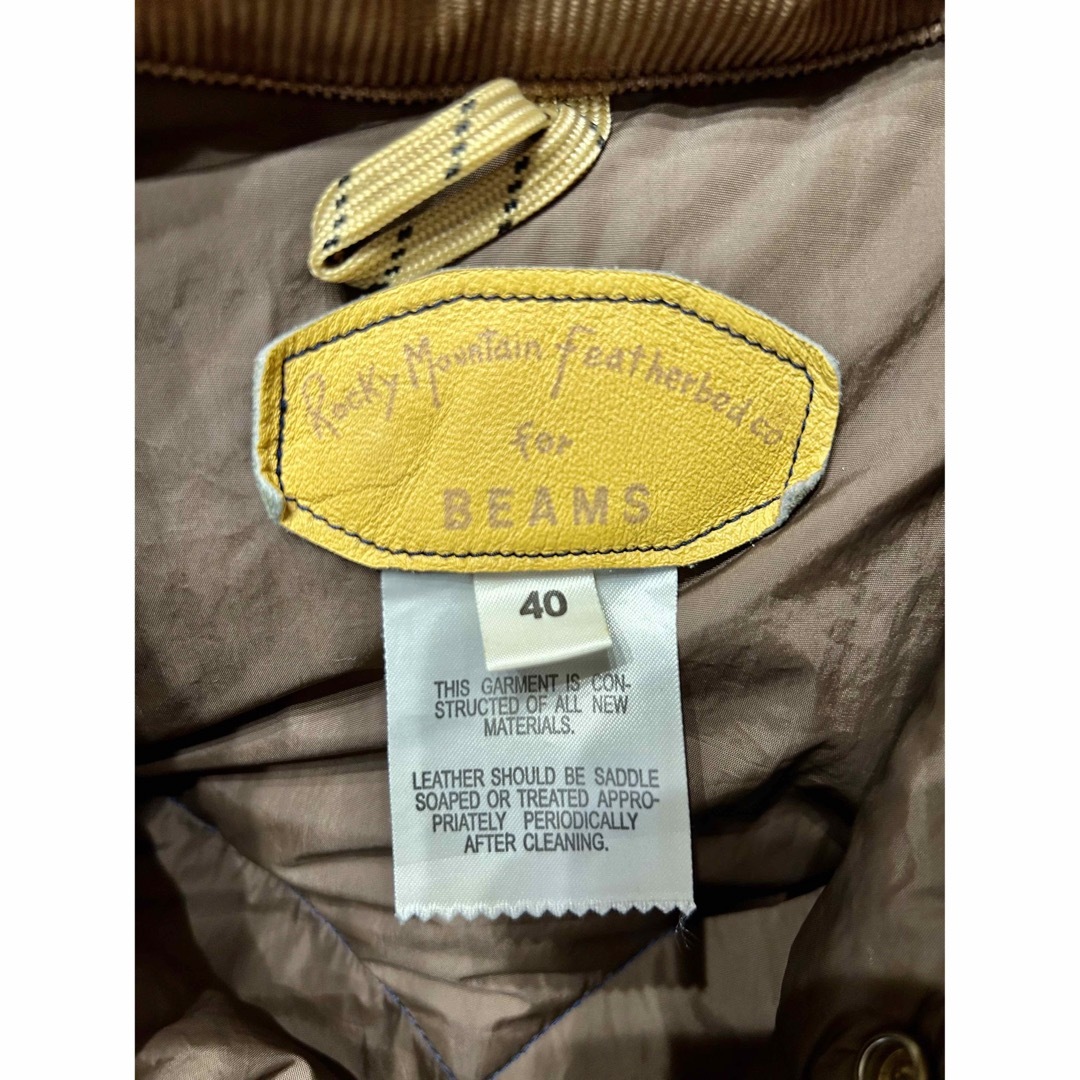 Rocky Mountain Featherbed co
for
BEAMS
40
THIS GARMENT IS CON-
STRUCTED OF ALL NEW
MATERIALS.
LEATHER SHOULD BE SADDLE
SOAPED OR TREATED APPRO-
PRIATELY PERIODICALLY
AFTER CLEANING.